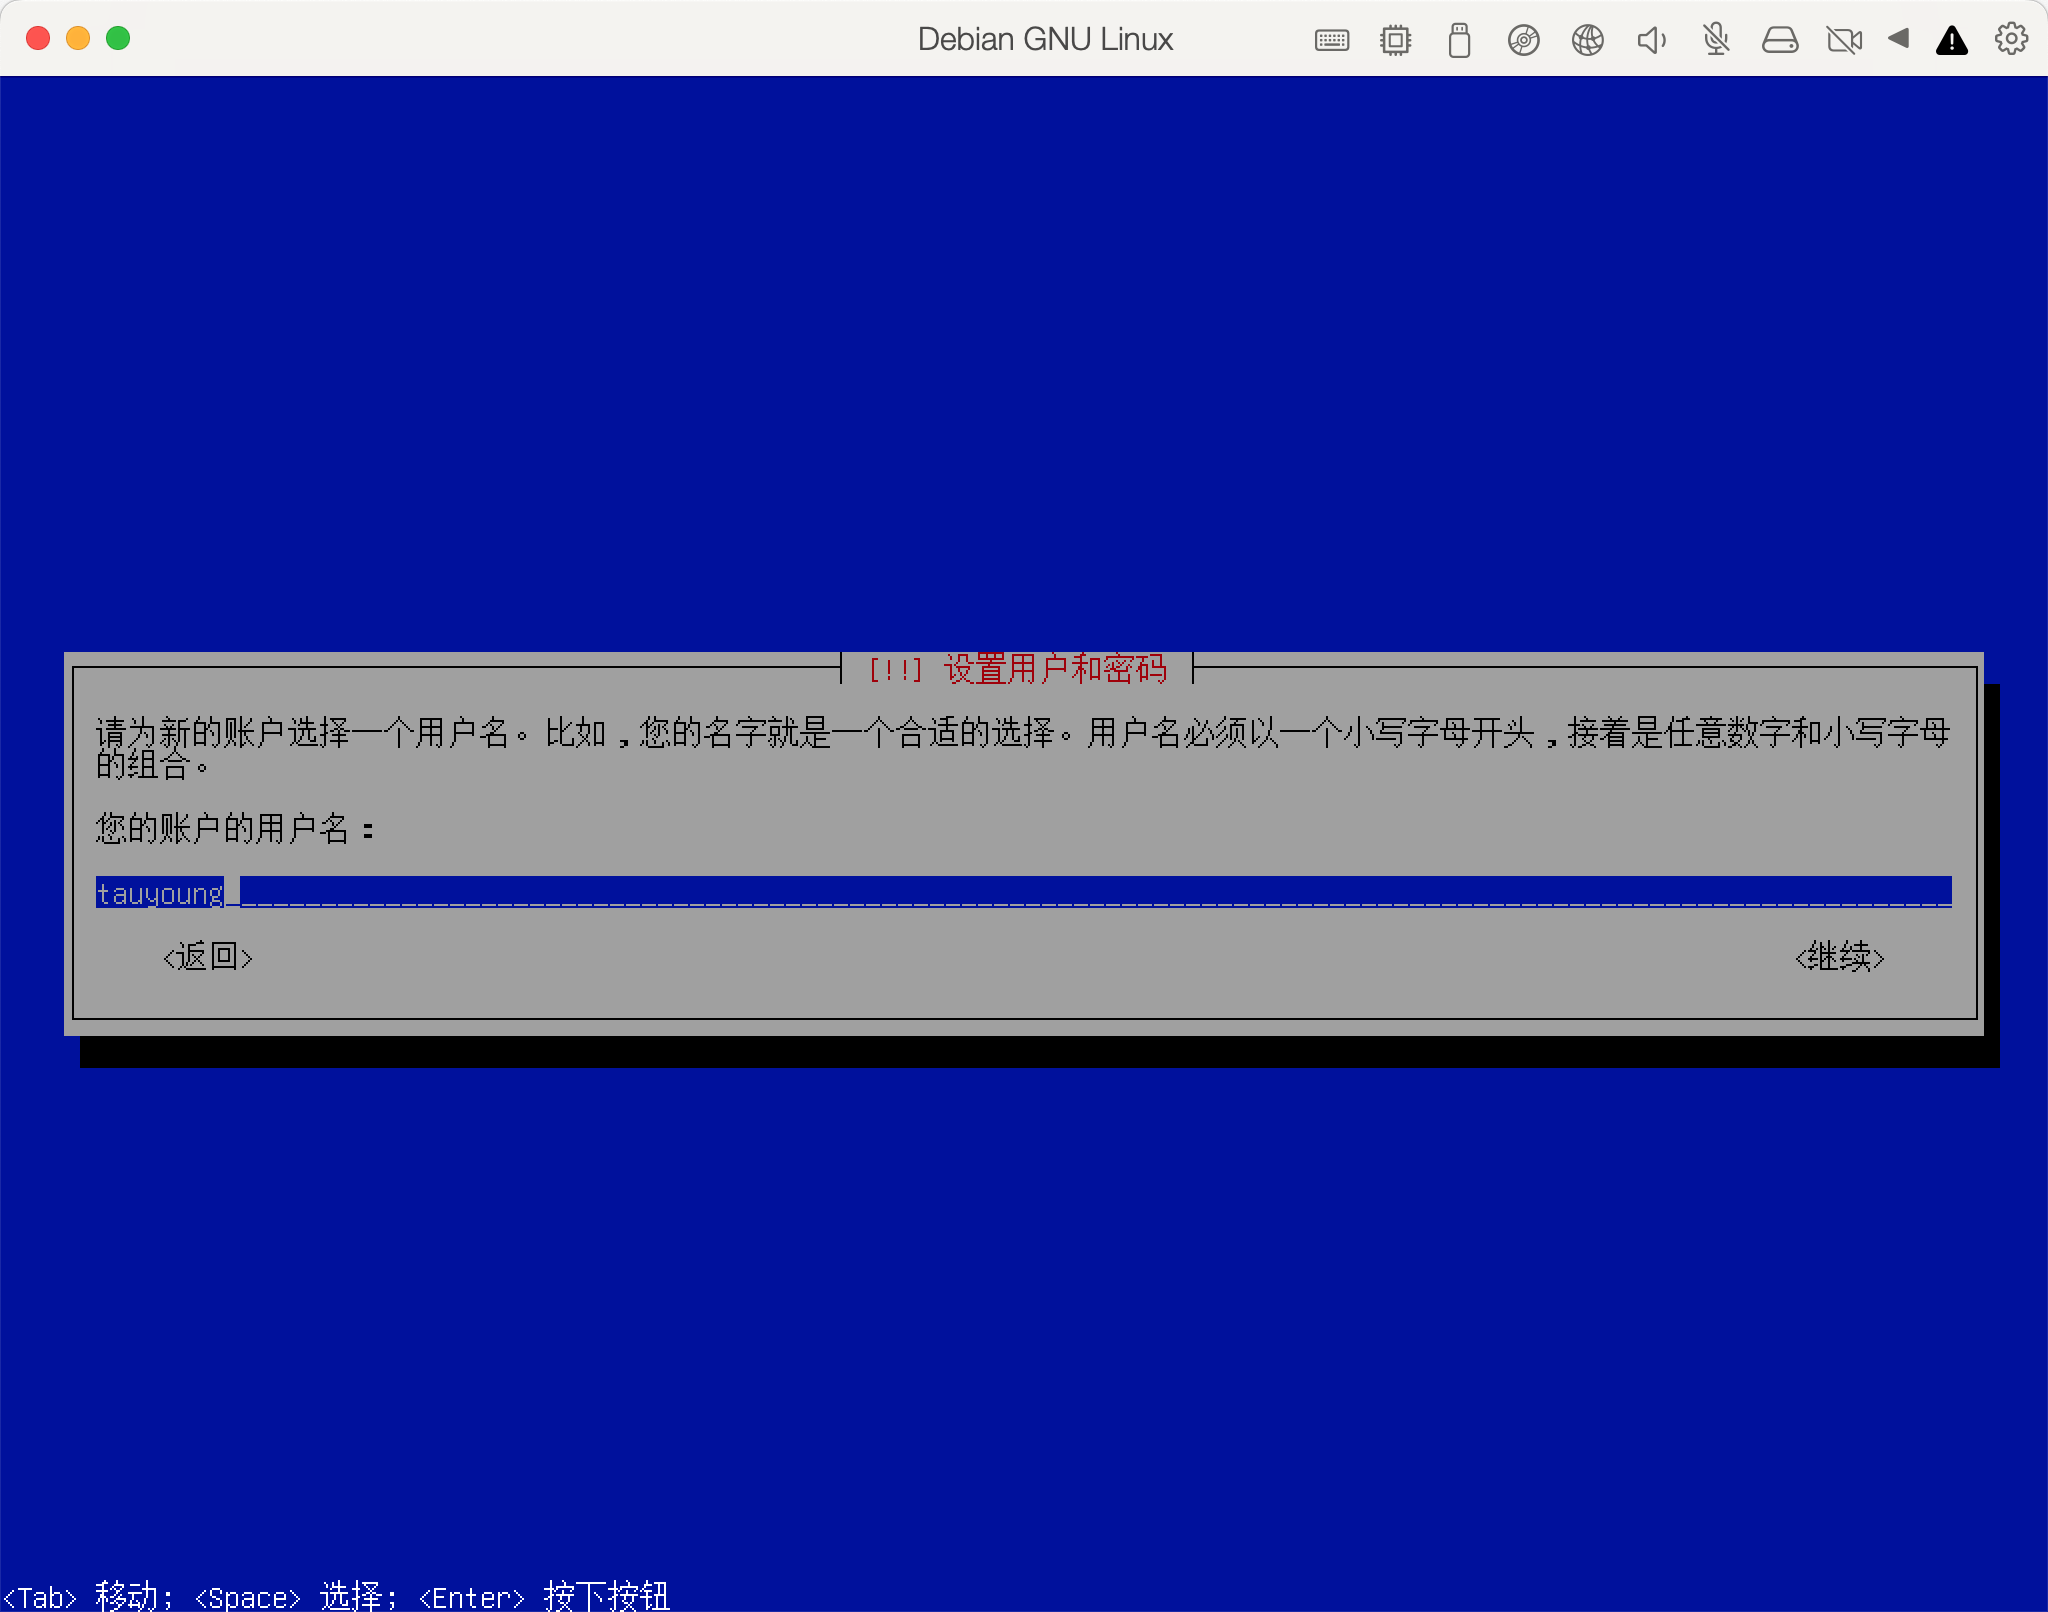 Debian GNU Linux
[!!] 设置用户和密码
请为新的账户选择一个用户名。比如，您的名字就是一个合适的选择。用户名必须以一个小写字母开头，接着是任意数字和小写字母
的组合。
您的账户的用户名：
tauyoung
<返回> <继续>
<Tab> 移动; <Space> 选择; <Enter> 按下按钮